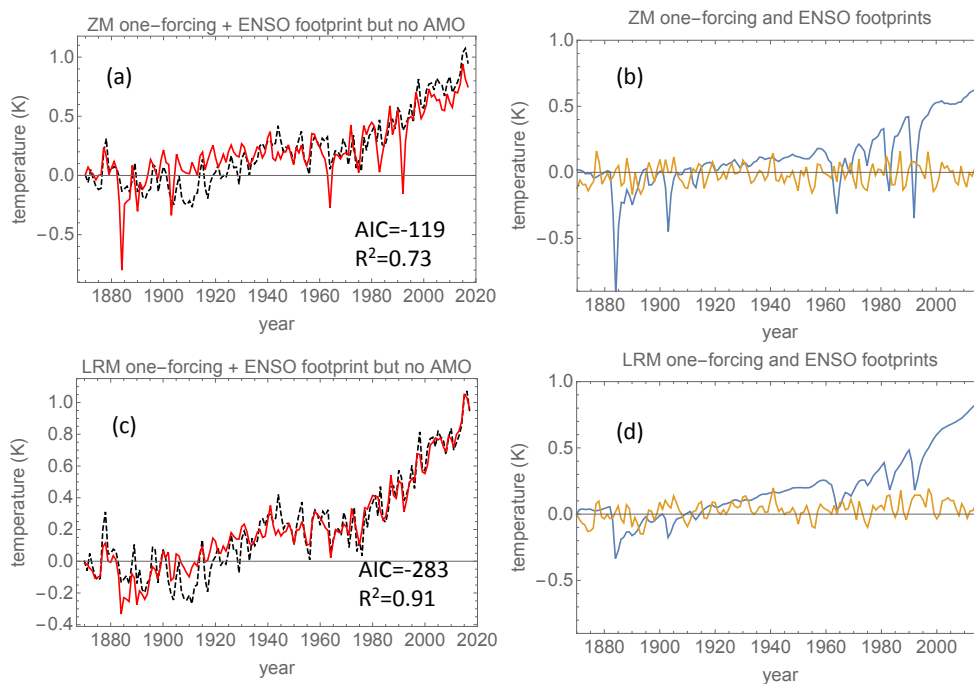 ZM one−forcing + ENSO footprint but no AMO
(a)
1.0
0.5
0.0
−0.5
temperature (K)
AIC=-119
R²=0.73
1880 1900 1920 1940 1960 1980 2000 2020
year
ZM one−forcing and ENSO footprints
(b)
1.0
0.5
0.0
−0.5
temperature (K)
1880 1900 1920 1940 1960 1980 2000
year
LRM one−forcing + ENSO footprint but no AMO
(c)
1.0
0.8
0.6
0.4
0.2
0.0
−0.2
−0.4
temperature (K)
AIC=-283
R²=0.91
1880 1900 1920 1940 1960 1980 2000 2020
year
LRM one−forcing and ENSO footprints
(d)
1.0
0.5
0.0
−0.5
temperature (K)
1880 1900 1920 1940 1960 1980 2000
year